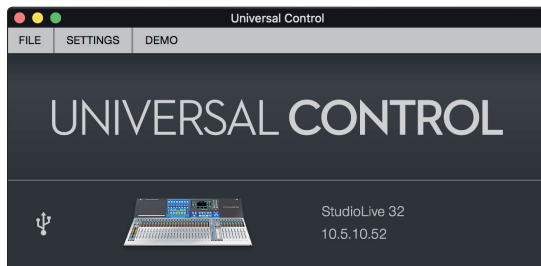 Universal Control
FILE SETTINGS DEMO
UNIVERSAL CONTROL
StudioLive 32
10.5.10.52